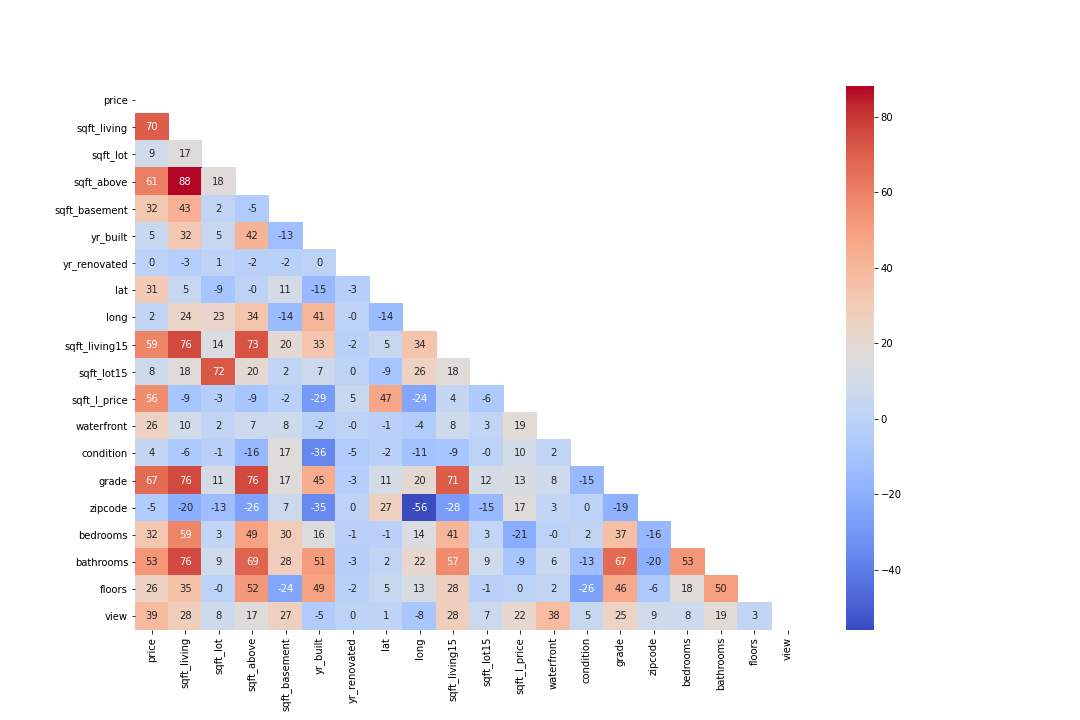 price
sqft_living 70
sqft_lot 9 17
sqft_above 61 88 18
sqft_basement 32 43 2 -5
yr_built 5 32 5 42 -13
yr_renovated 0 -3 1 -2 -2 0
lat 31 5 -9 -0 11 -15 -3
long 2 24 23 34 -14 41 -0 -14
sqft_living15 59 76 14 73 20 33 -2 5 34
sqft_lot15 8 18 72 20 2 7 0 -9 26 18
sqft_l_price 56 -9 -3 -9 -2 -29 5 47 -24 4 -6
waterfront 26 10 2 7 8 -2 -0 -1 -4 8 3 19
condition 4 -6 -1 -16 17 -36 -5 -2 -11 -9 -0 10 2
grade 67 76 11 76 17 45 -3 11 20 71 12 13 8 -15
zipcode -5 -20 -13 -26 7 -35 0 27 -56 -28 -15 17 3 0 -19
bedrooms 32 59 3 49 30 16 -1 -1 14 41 3 -21 -0 2 37 -16
bathrooms 53 76 9 69 28 51 -3 2 22 57 9 -9 6 -13 67 -20 53
floors 26 35 -0 52 -24 49 -2 5 13 28 -1 0 2 -26 46 -6 18 50
view 39 28 8 17 27 -5 0 1 -8 28 7 22 38 5 25 9 8 19 3
price sqft_living sqft_lot sqft_above sqft_basement yr_built yr_renovated lat long sqft_living15 sqft_lot15 sqft_l_price waterfront condition grade zipcode bedrooms bathrooms floors view
80
60
40
20
0
−20
−40